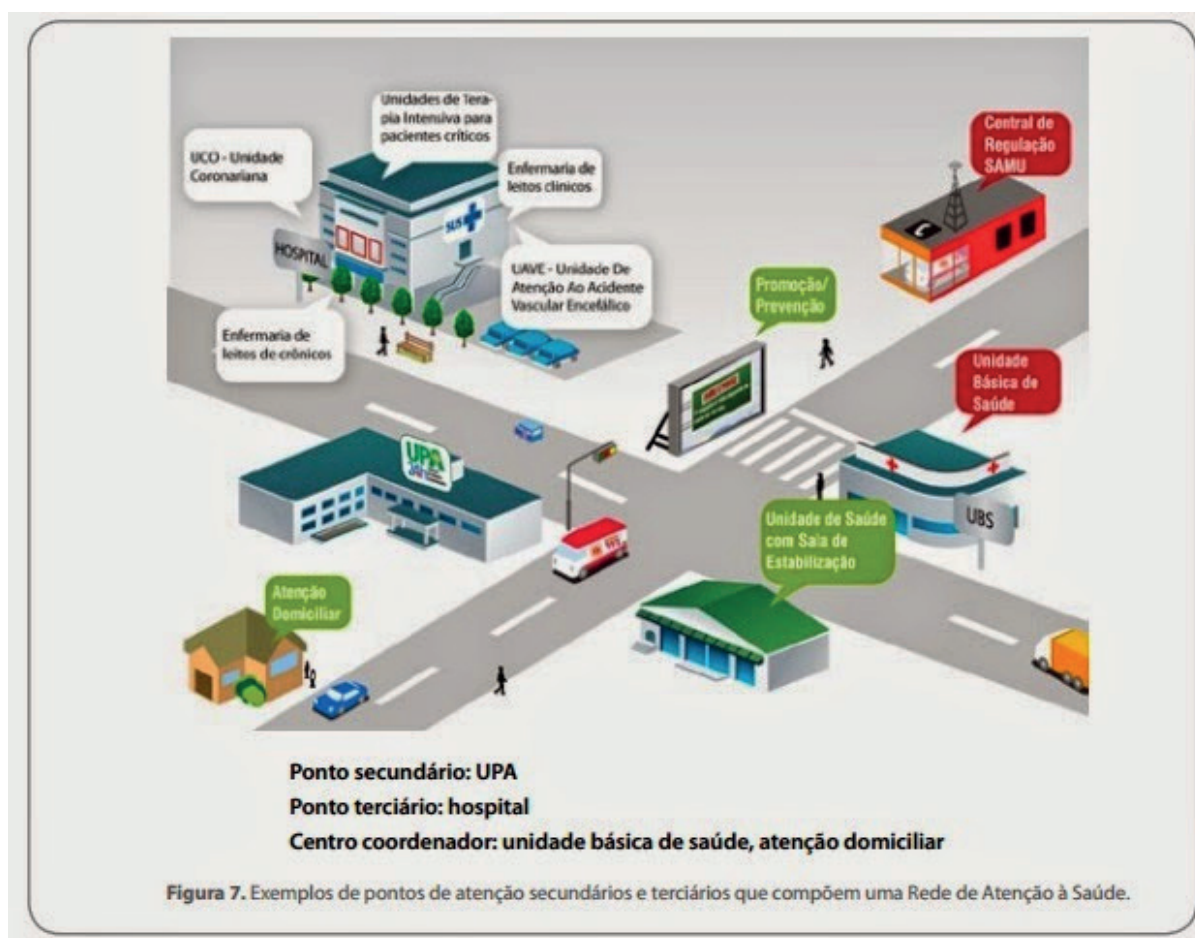 Unidades de Tera-
pia Intensiva para
pacientes críticos
UCO - Unidade
Coronariana
Enfermaria de
leitos clínicos
SUS
HOSPITAL
UAVE - Unidade De
Atenção Ao Acidente
Vascular Encefálico
Enfermaria de
leitos de crônicos
Central de
Regulação
SAMU
Promoção/
Prevenção
Unidade
Básica de
Saúde
UPA
UBS
Unidade de Saúde
com Sala de
Estabilização
Atenção
Domiciliar
Ponto secundário: UPA
Ponto terciário: hospital
Centro coordenador: unidade básica de saúde, atenção domiciliar
Figura 7. Exemplos de pontos de atenção secundários e terciários que compõem uma Rede de Atenção à Saúde.